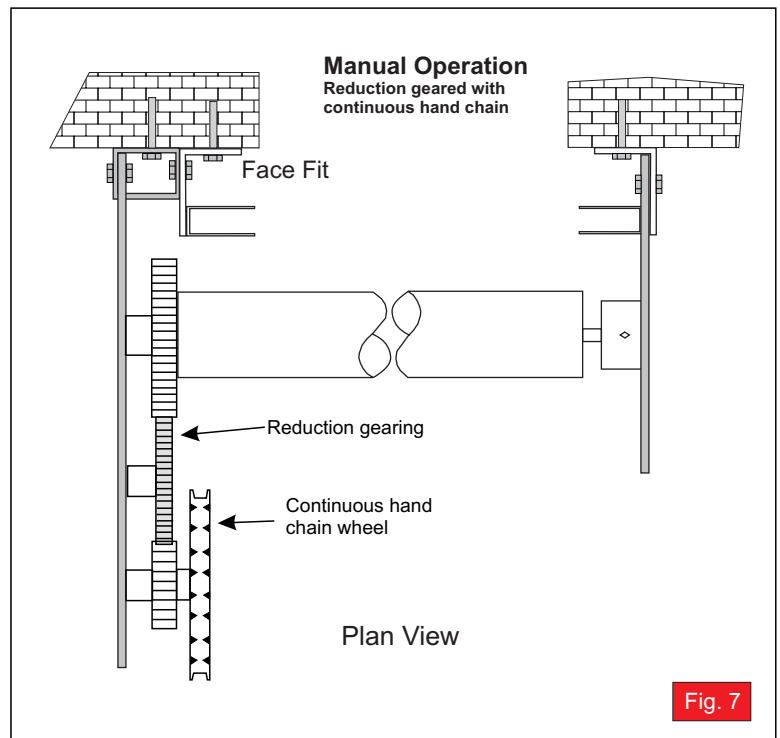 Manual Operation
Reduction geared with
continuous hand chain
Face Fit
Reduction gearing
Continuous hand
chain wheel
Plan View
Fig. 7